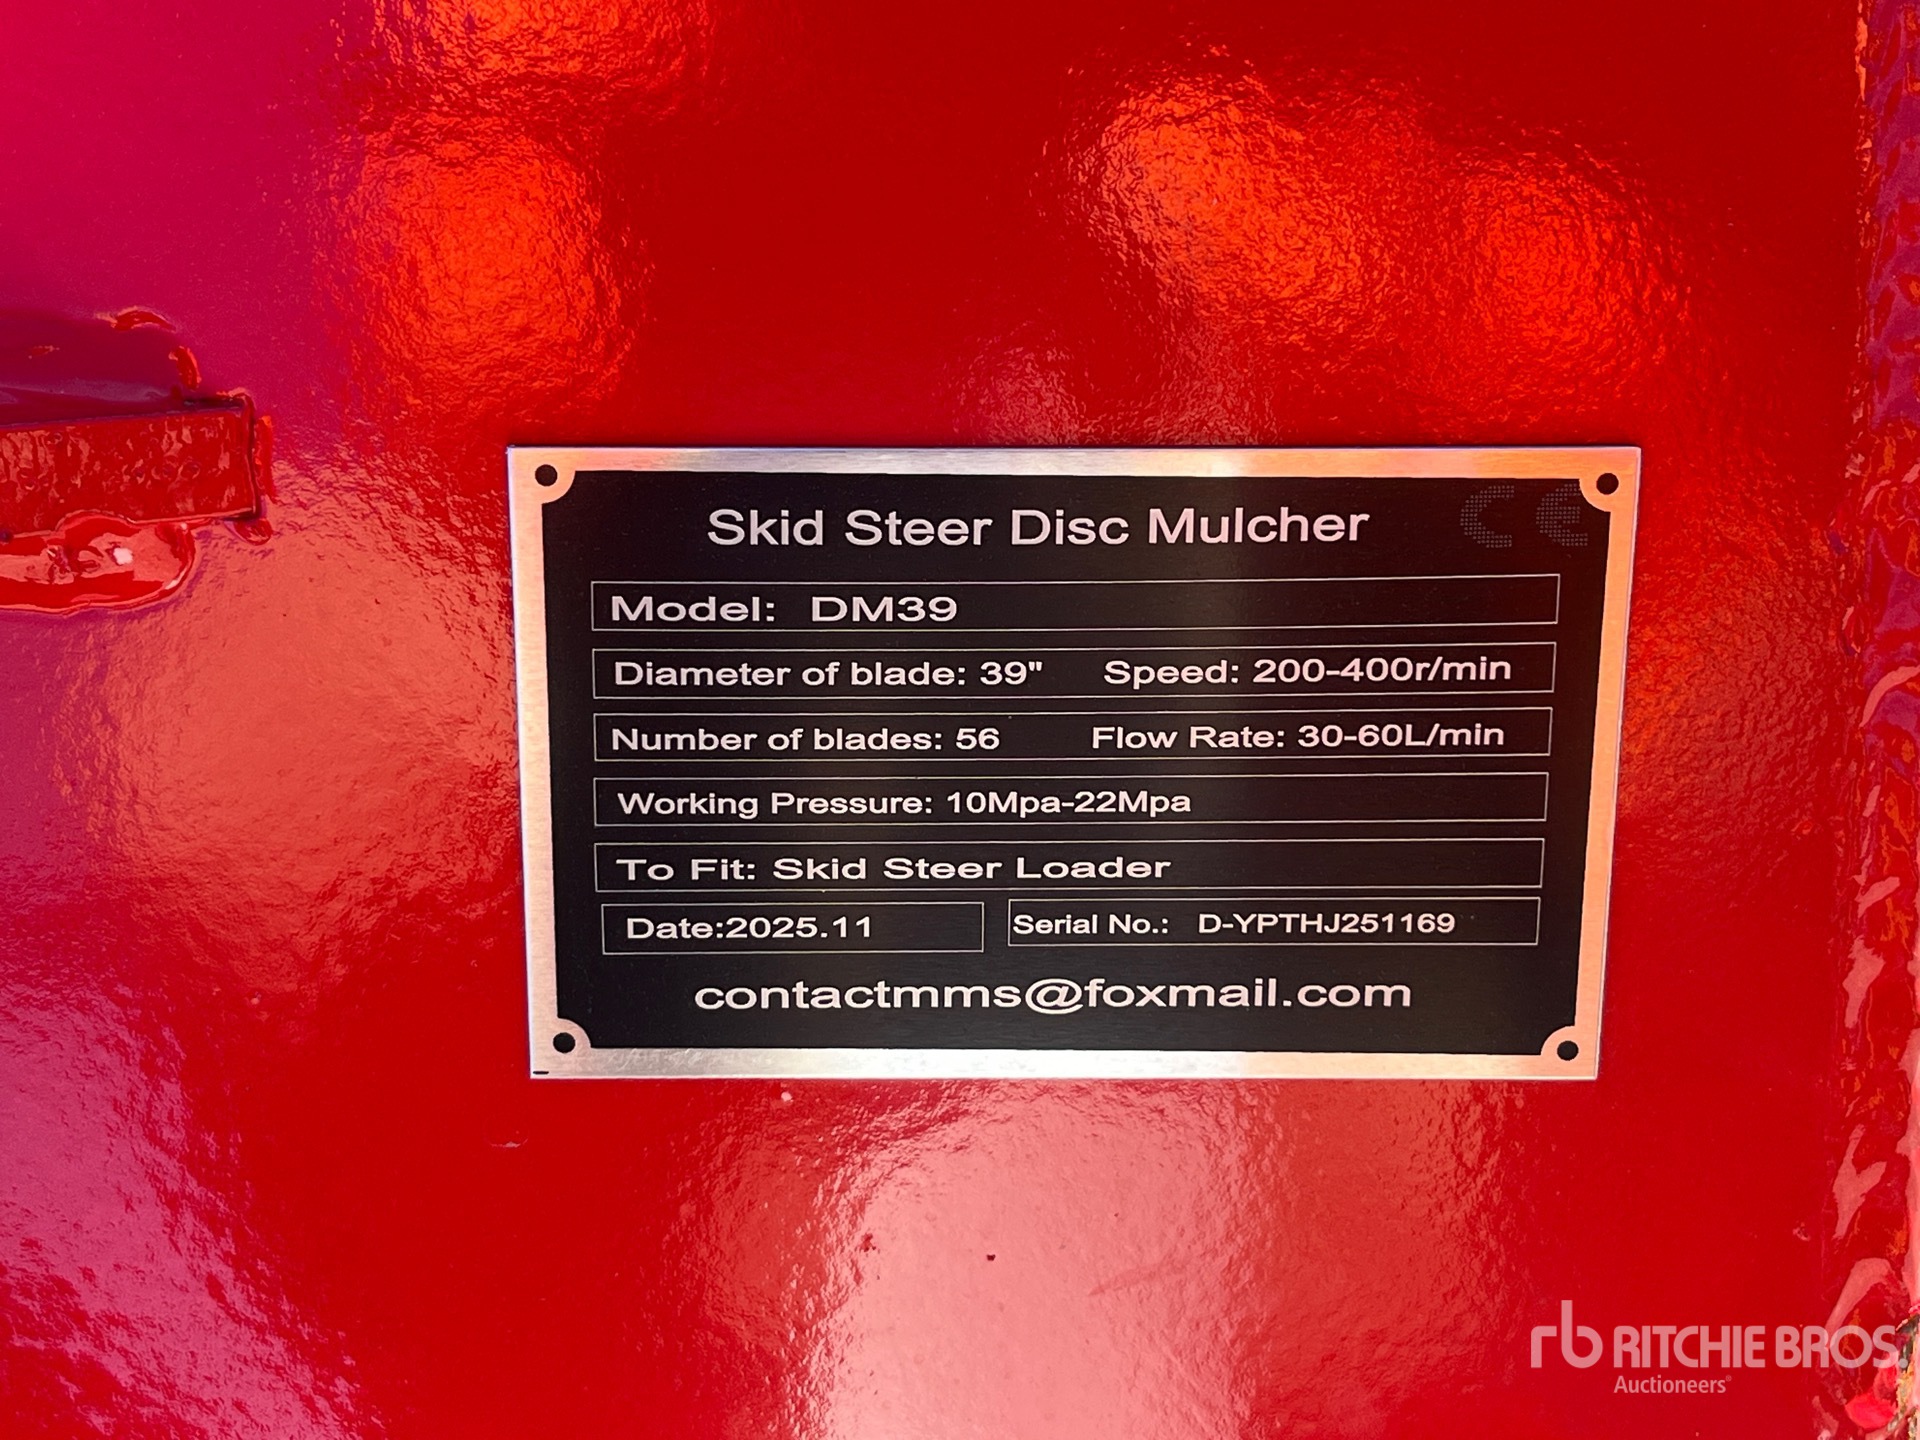 Skid Steer Disc Mulcher CE
Model: DM39
Diameter of blade: 39" Speed: 200-400r/min
Number of blades: 56 Flow Rate: 30-60L/min
Working Pressure: 10Mpa-22Mpa
To Fit: Skid Steer Loader
Date:2025.11 Serial No.: D-YPTHJ251169
contactmms@foxmail.com
rb RITCHIE BROS.
Auctioneers®